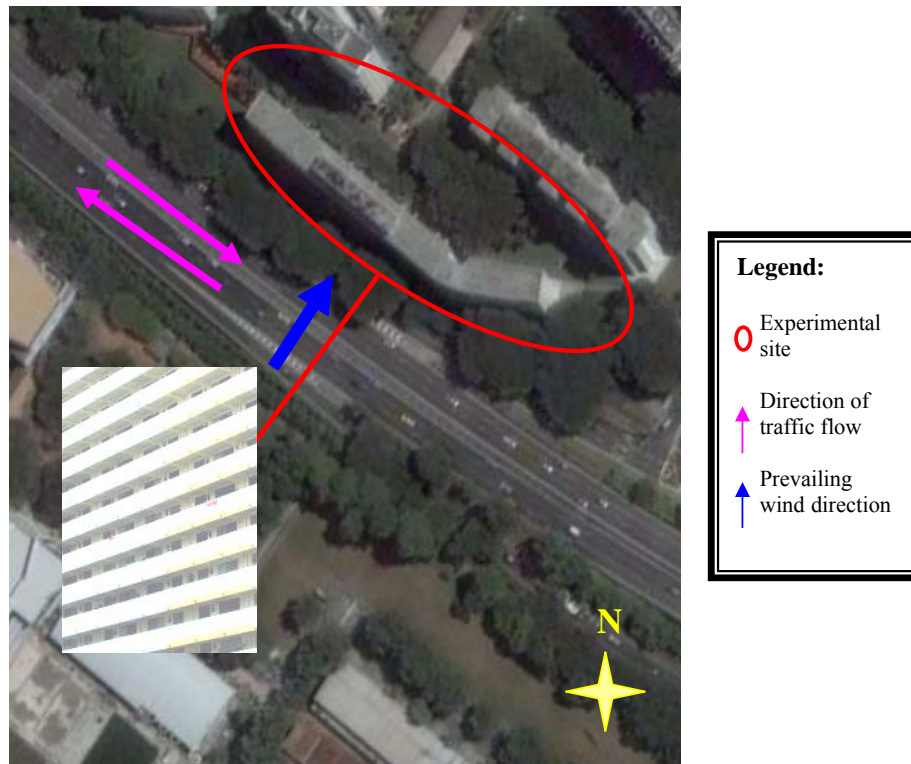 N
Legend:
Experimental
site
Direction of
traffic flow
Prevailing
wind direction